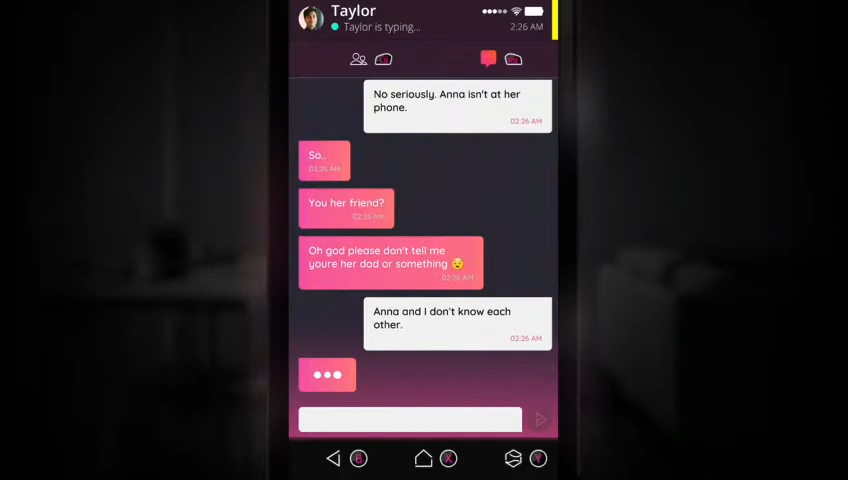 Taylor
Taylor is typing...
2:26 AM
No seriously. Anna isn't at her
phone.
02:26 AM
So..
02:26 AM
You her friend?
02:26 AM
Oh god please don't tell me
youre her dad or something 😥
02:26 AM
Anna and I don't know each
other.
02:26 AM
B
X
Y